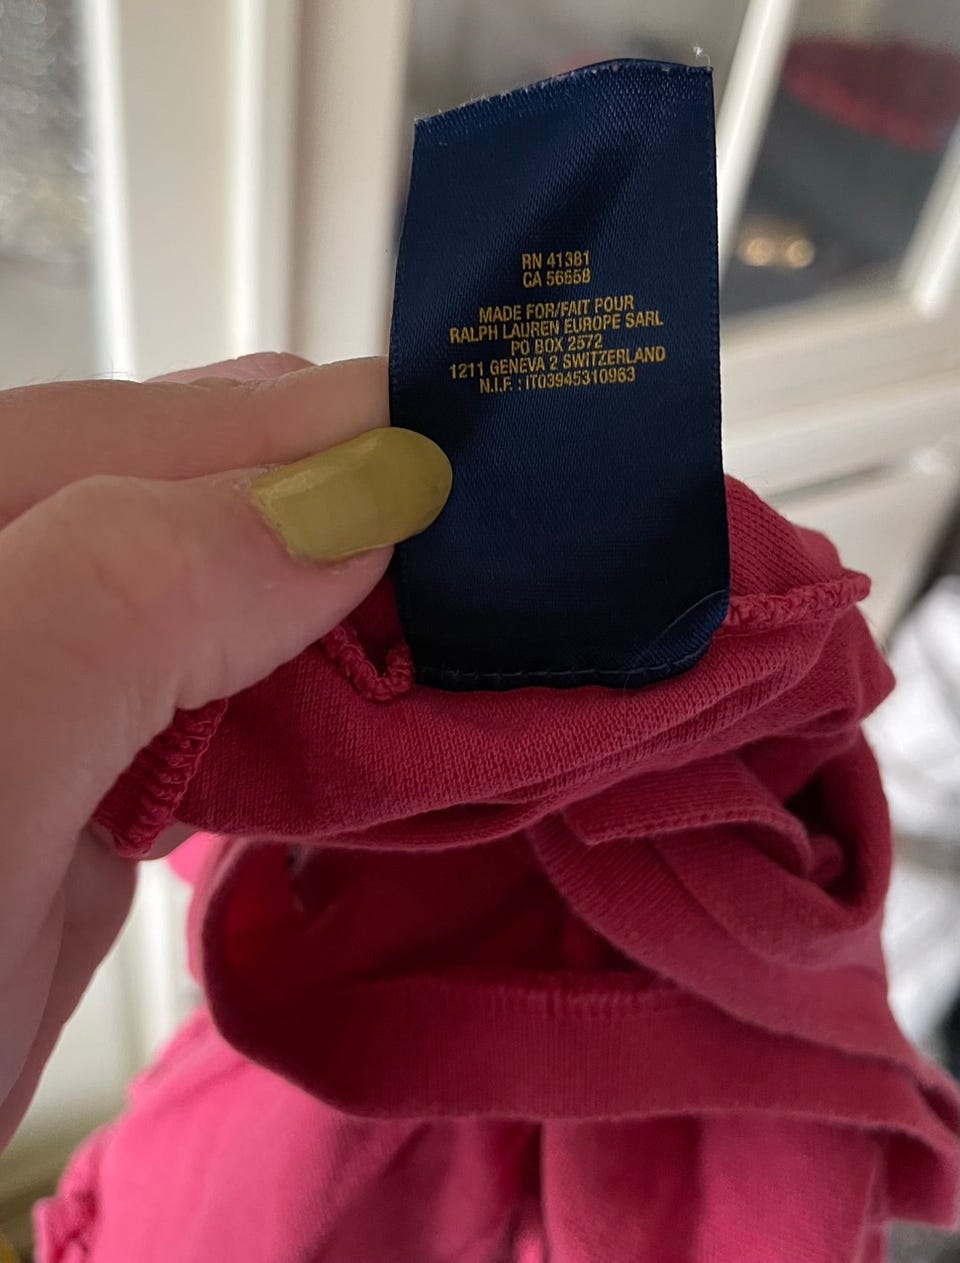 RN 41381
CA 56658
MADE FOR/FAIT POUR
RALPH LAUREN EUROPE SARL
PO BOX 2572
1211 GENEVA 2 SWITZERLAND
N.I.F. : IT03945310963